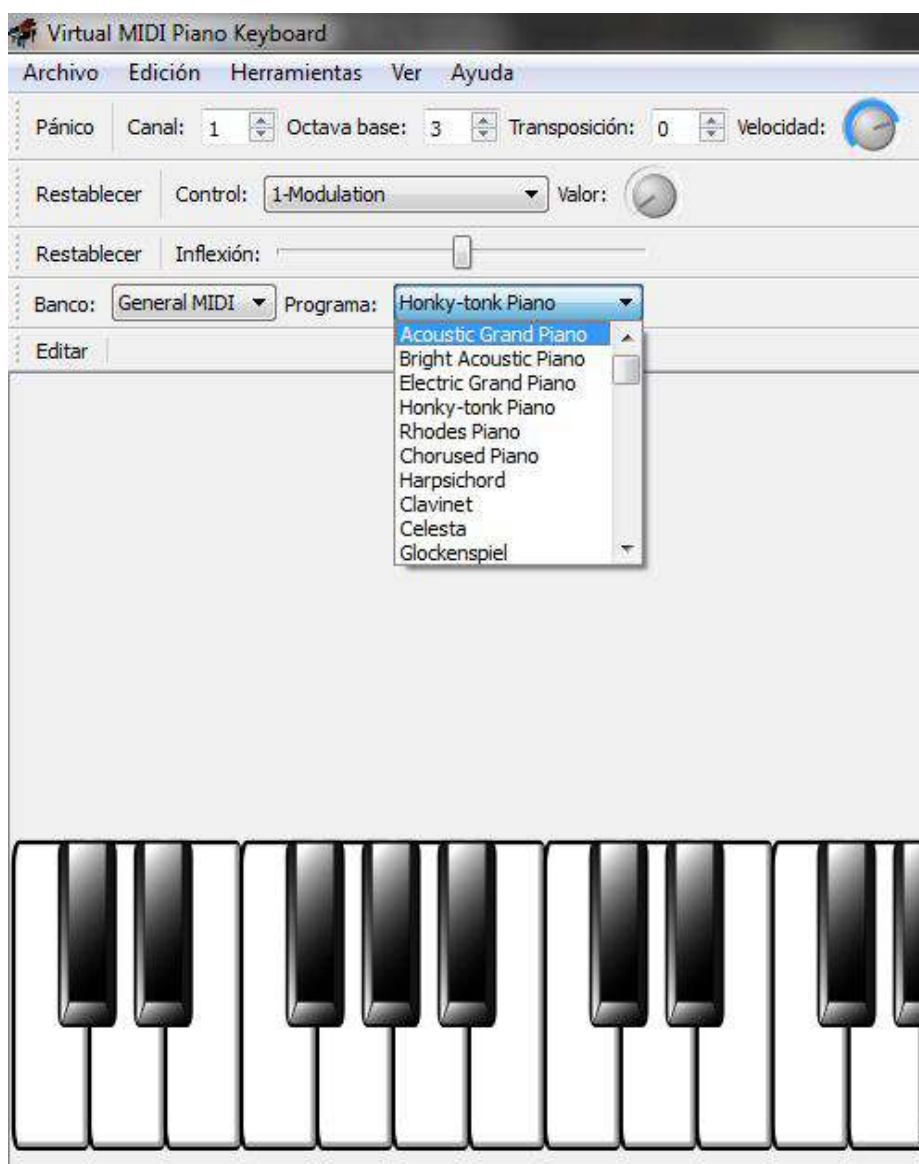 Virtual MIDI Piano Keyboard
Archivo Edición Herramientas Ver Ayuda
Pánico Canal: 1 Octava base: 3 Transposición: 0 Velocidad:
Restablecer Control: 1-Modulation Valor:
Restablecer Inflexión:
Banco: General MIDI Programa: Honky-tonk Piano
Editar
Acoustic Grand Piano
Bright Acoustic Piano
Electric Grand Piano
Honky-tonk Piano
Rhodes Piano
Chorused Piano
Harpsichord
Clavinet
Celesta
Glockenspiel